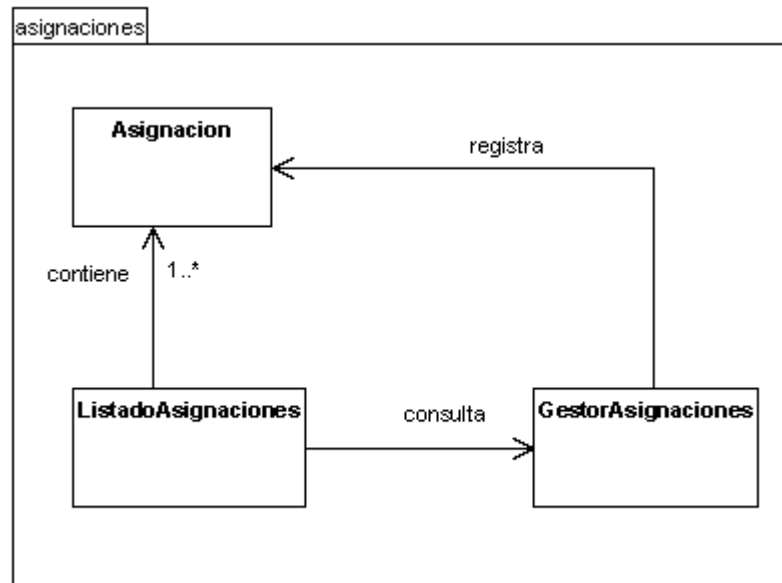 asignaciones
Asignacion
registra
contiene
1..*
ListadoAsignaciones
consulta
GestorAsignaciones